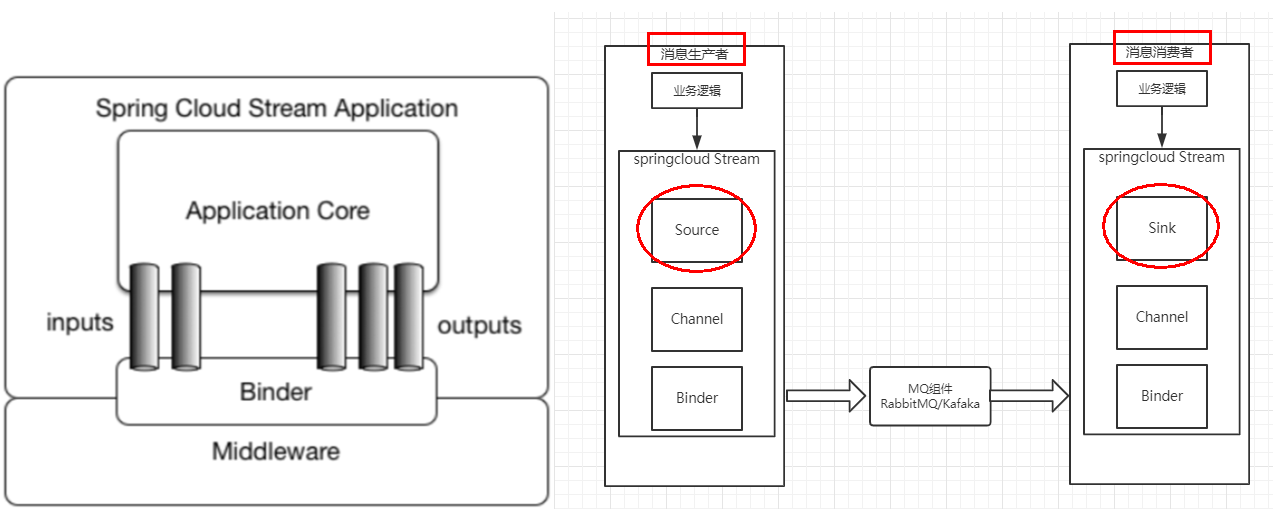 Spring Cloud Stream Application
Application Core
inputs
outputs
Binder
Middleware
消息生产者
业务逻辑
springcloud Stream
Source
Channel
Binder
MQ组件
RabbitMQ/Kafaka
消息消费者
业务逻辑
springcloud Stream
Sink
Channel
Binder